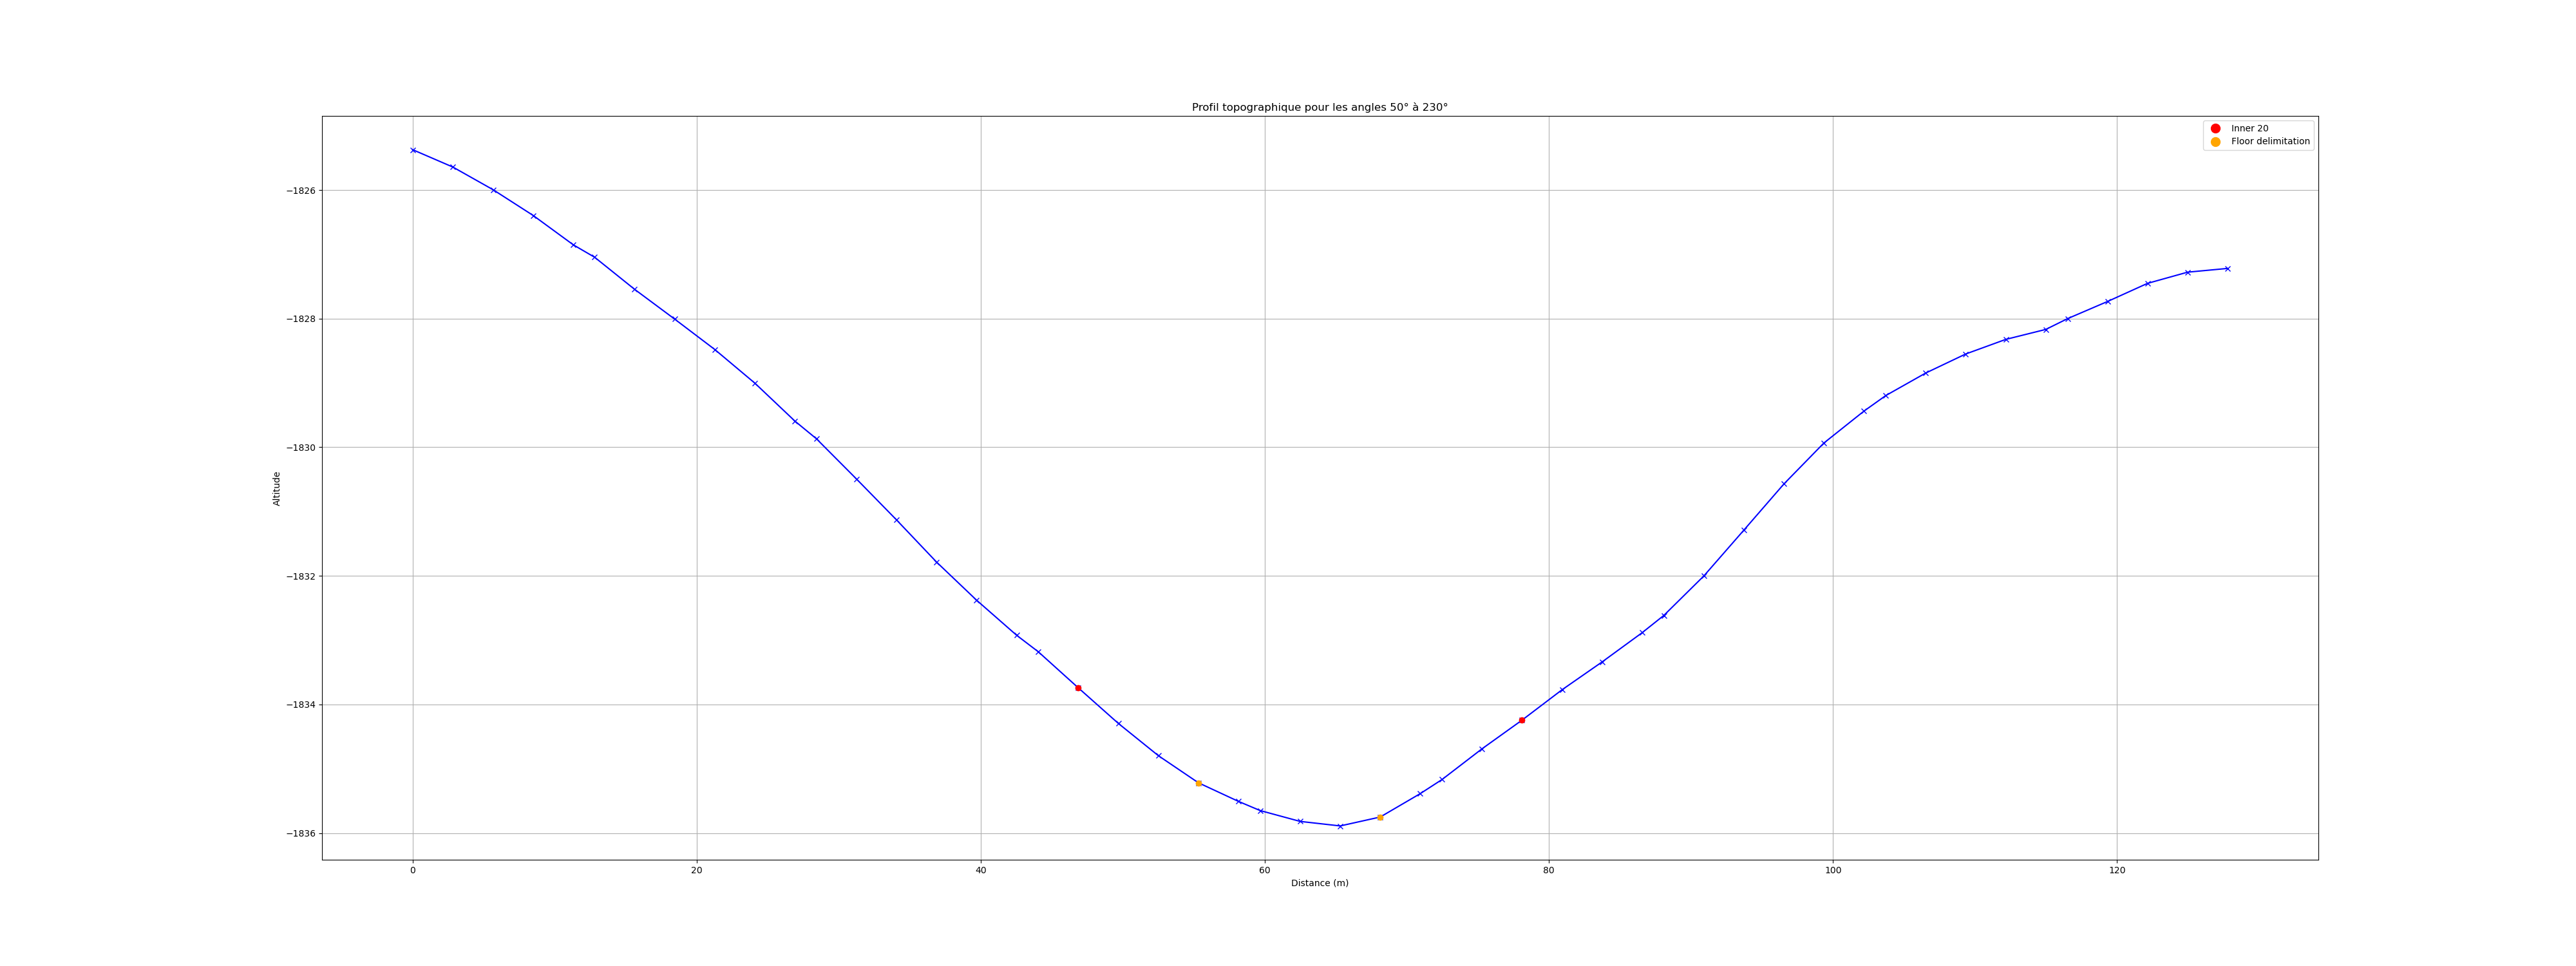 Profil topographique pour les angles 50° à 230°
Inner 20
Floor delimitation
Altitude
−1826
−1828
−1830
−1832
−1834
−1836
0 20 40 60 80 100 120
Distance (m)